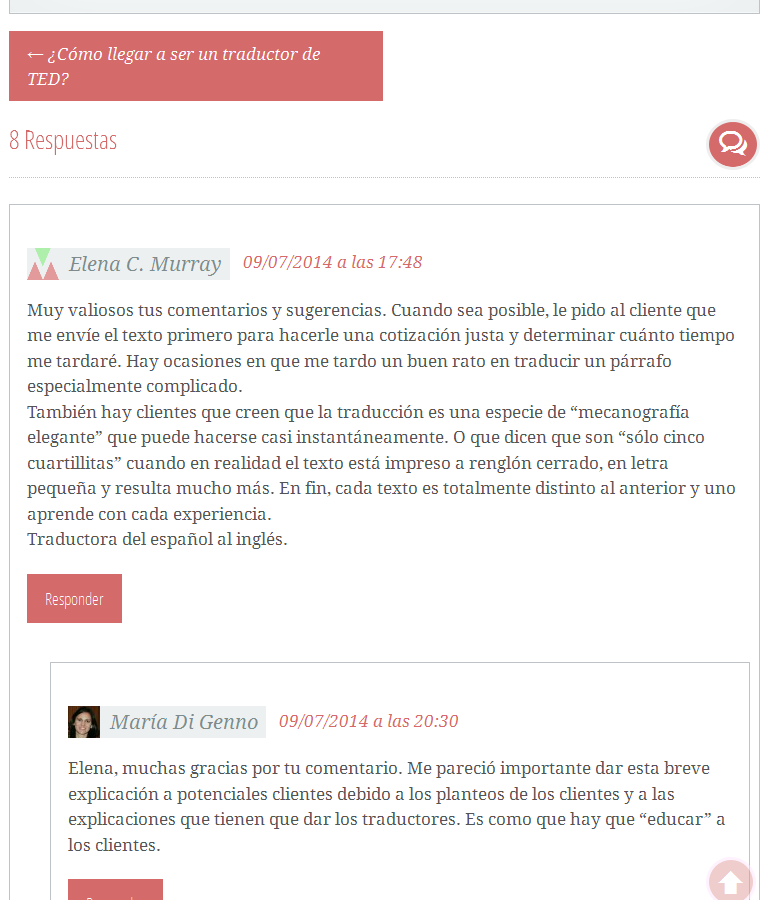 ← ¿Cómo llegar a ser un traductor de
TED?
8 Respuestas
Elena C. Murray 09/07/2014 a las 17:48
Muy valiosos tus comentarios y sugerencias. Cuando sea posible, le pido al cliente que
me envíe el texto primero para hacerle una cotización justa y determinar cuánto tiempo
me tardaré. Hay ocasiones en que me tardo un buen rato en traducir un párrafo
especialmente complicado.
También hay clientes que creen que la traducción es una especie de “mecanografía
elegante” que puede hacerse casi instantáneamente. O que dicen que son “sólo cinco
cuartillitas” cuando en realidad el texto está impreso a renglón cerrado, en letra
pequeña y resulta mucho más. En fin, cada texto es totalmente distinto al anterior y uno
aprende con cada experiencia.
Traductora del español al inglés.
Responder
María Di Genno 09/07/2014 a las 20:30
Elena, muchas gracias por tu comentario. Me pareció importante dar esta breve
explicación a potenciales clientes debido a los planteos de los clientes y a las
explicaciones que tienen que dar los traductores. Es como que hay que “educar” a
los clientes.